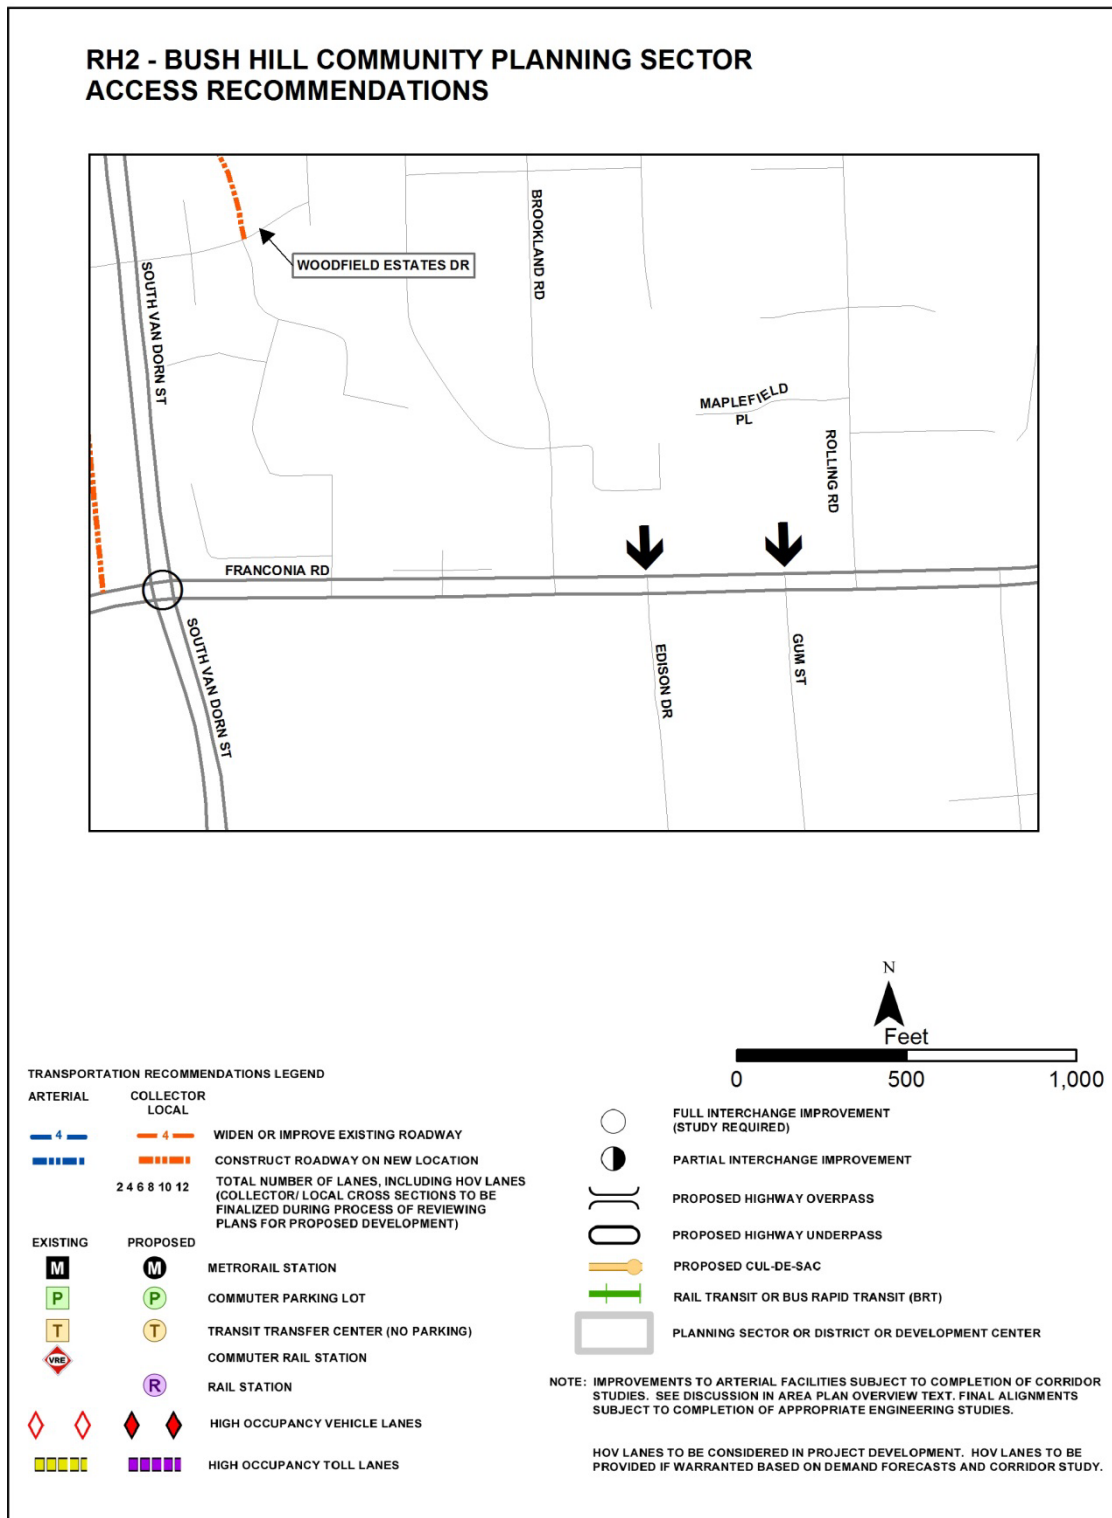 RH2 - BUSH HILL COMMUNITY PLANNING SECTOR
ACCESS RECOMMENDATIONS
BROOKLAND RD
WOODFIELD ESTATES DR
SOUTH VAN DORN ST
MAPLEFIELD
PL
ROLLING RD
FRANCONIA RD
SOUTH VAN DORN ST
EDISON DR
GUM ST
N
Feet
0 500 1,000
TRANSPORTATION RECOMMENDATIONS LEGEND
ARTERIAL COLLECTOR
LOCAL
4 4 WIDEN OR IMPROVE EXISTING ROADWAY
CONSTRUCT ROADWAY ON NEW LOCATION
2 4 6 8 10 12 TOTAL NUMBER OF LANES, INCLUDING HOV LANES
(COLLECTOR/ LOCAL CROSS SECTIONS TO BE
FINALIZED DURING PROCESS OF REVIEWING
PLANS FOR PROPOSED DEVELOPMENT)
EXISTING PROPOSED
M M METRORAIL STATION
P P COMMUTER PARKING LOT
T T TRANSIT TRANSFER CENTER (NO PARKING)
VRE COMMUTER RAIL STATION
R RAIL STATION
HIGH OCCUPANCY VEHICLE LANES
HIGH OCCUPANCY TOLL LANES
FULL INTERCHANGE IMPROVEMENT
(STUDY REQUIRED)
PARTIAL INTERCHANGE IMPROVEMENT
PROPOSED HIGHWAY OVERPASS
PROPOSED HIGHWAY UNDERPASS
PROPOSED CUL-DE-SAC
RAIL TRANSIT OR BUS RAPID TRANSIT (BRT)
PLANNING SECTOR OR DISTRICT OR DEVELOPMENT CENTER
NOTE: IMPROVEMENTS TO ARTERIAL FACILITIES SUBJECT TO COMPLETION OF CORRIDOR
STUDIES. SEE DISCUSSION IN AREA PLAN OVERVIEW TEXT. FINAL ALIGNMENTS
SUBJECT TO COMPLETION OF APPROPRIATE ENGINEERING STUDIES.
HOV LANES TO BE CONSIDERED IN PROJECT DEVELOPMENT. HOV LANES TO BE
PROVIDED IF WARRANTED BASED ON DEMAND FORECASTS AND CORRIDOR STUDY.